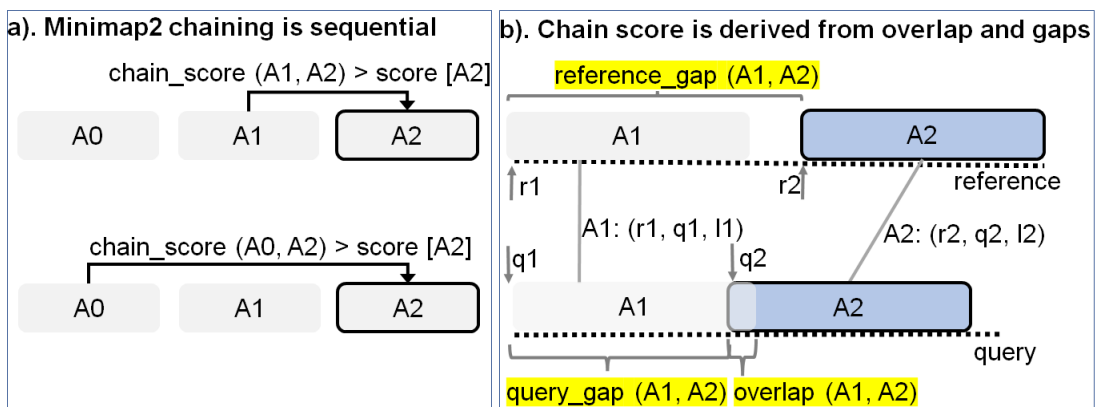 a). Minimap2 chaining is sequential
chain_score (A1, A2) > score [A2]
A0 A1 A2
chain_score (A0, A2) > score [A2]
A0 A1 A2
b). Chain score is derived from overlap and gaps
reference_gap (A1, A2)
A1 A2
r1 r2 reference
A1: (r1, q1, l1) A2: (r2, q2, l2)
q1 q2
A1 A2
query
query_gap (A1, A2) overlap (A1, A2)